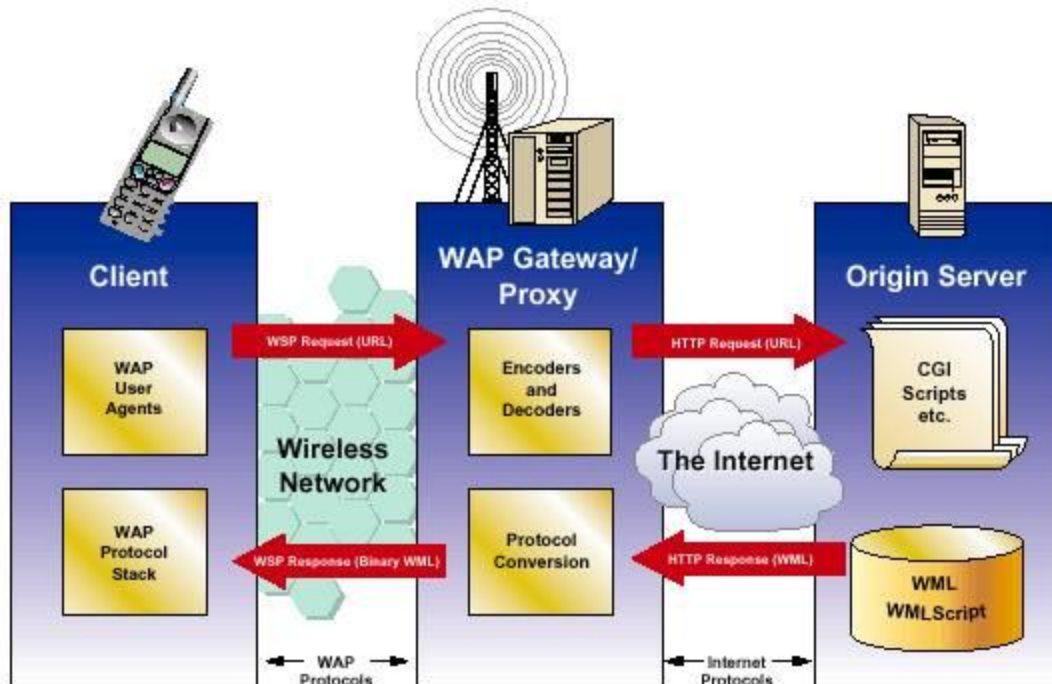 Client
WAP
User
Agents
WAP
Protocol
Stack
WSP Request (URL)
Wireless
Network
WSP Response (Binary WML)
WAP
Protocols
WAP Gateway/
Proxy
Encoders
and
Decoders
Protocol
Conversion
HTTP Request (URL)
The Internet
HTTP Response (WML)
Internet
Protocols
Origin Server
CGI
Scripts
etc.
WML
WMLScript